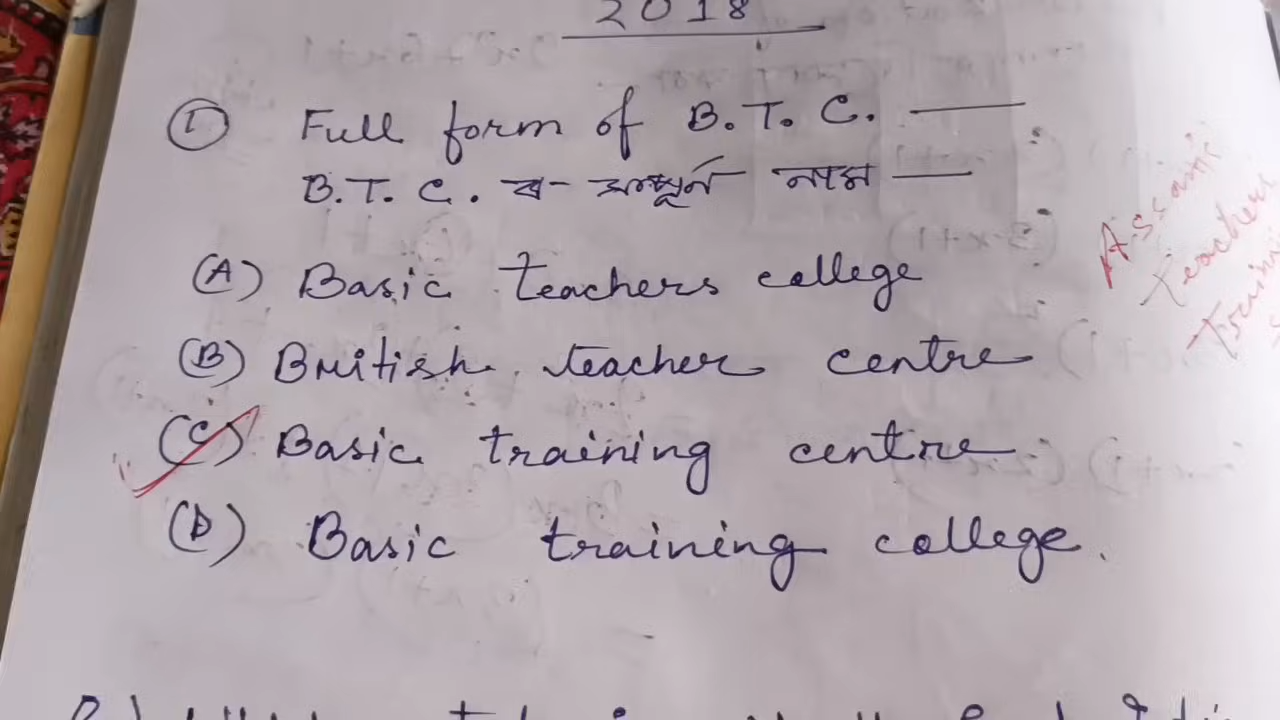 2018
① Full form of B.T.C. —
B.T.C. ৰ সম্পূৰ্ন নাম —
(A) Basic teachers college
(B) British teacher centre
(C) Basic training centre
(D) Basic training college.
Assam
teachers